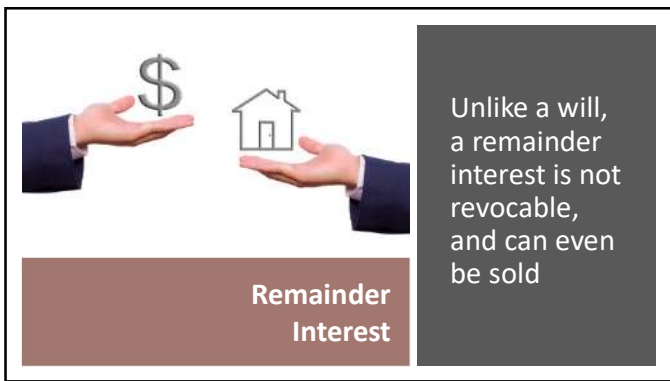 $
Unlike a will,
a remainder
interest is not
revocable,
and can even
be sold
Remainder
Interest